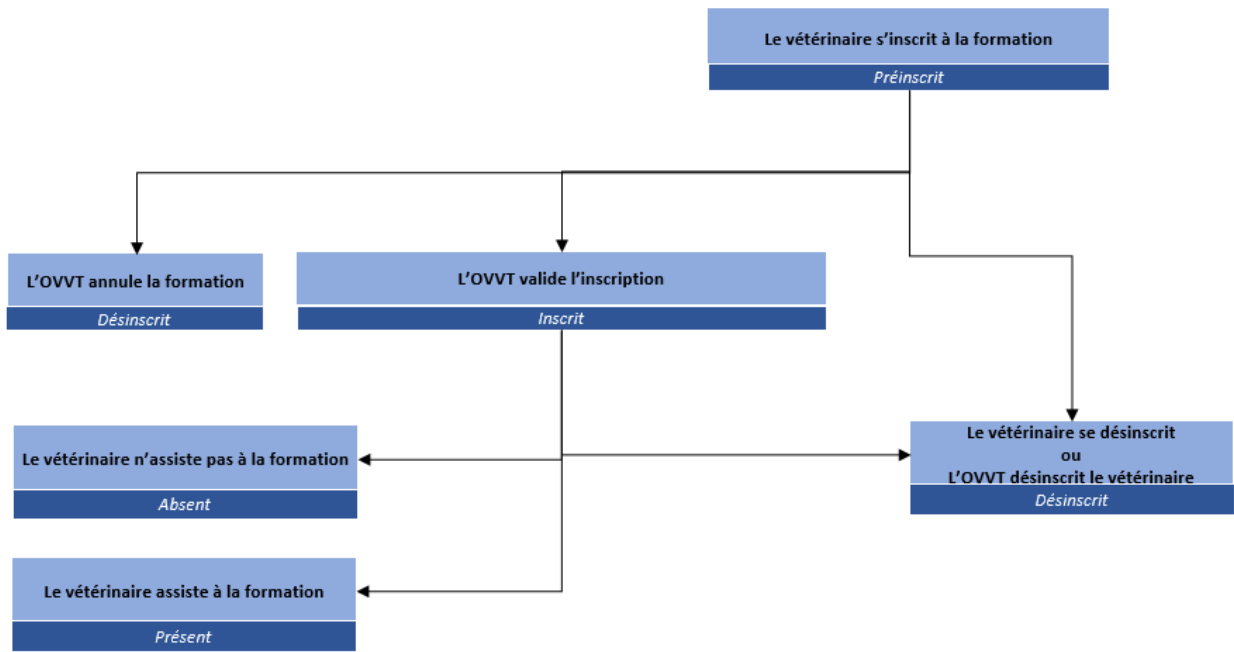 Le vétérinaire s’inscrit à la formation
Préinscrit
L’OVVT annule la formation
Désinscrit
L’OVVT valide l’inscription
Inscrit
Le vétérinaire n’assiste pas à la formation
Absent
Le vétérinaire se désinscrit
ou
L’OVVT désinscrit le vétérinaire
Désinscrit
Le vétérinaire assiste à la formation
Présent